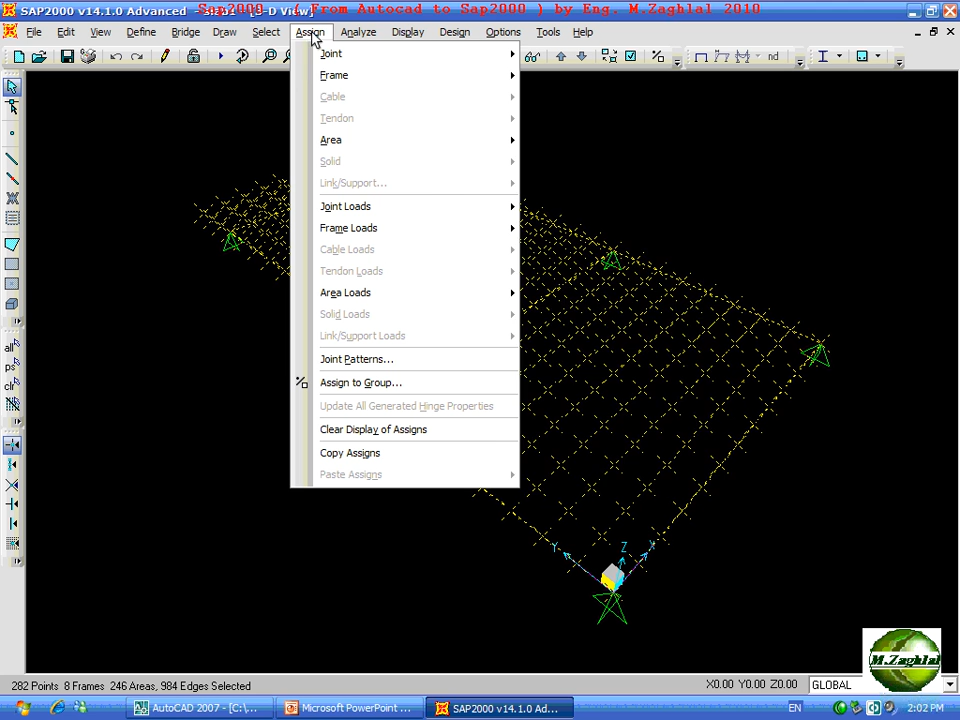 SAP2000 v14.1.0 Advanced
Sap2000 ( From Autocad to Sap2000 ) by Eng. M.Zaghlal 2010
File Edit View Define Bridge Draw Select Assign Analyze Display Design Options Tools Help
nd
Joint
Frame
Cable
Tendon
Area
Solid
Link/Support...
Joint Loads
Frame Loads
Cable Loads
Tendon Loads
Area Loads
Solid Loads
Link/Support Loads
Joint Patterns...
Assign to Group...
Update All Generated Hinge Properties
Clear Display of Assigns
Copy Assigns
Paste Assigns
all
ps
clr
Y Z X
M.Zaghlal
282 Points 8 Frames 246 Areas, 984 Edges Selected
X0.00 Y0.00 Z0.00
GLOBAL
AutoCAD 2007 - [C:\...
Microsoft PowerPoint ...
SAP2000 v14.1.0 Ad...
EN
2:02 PM